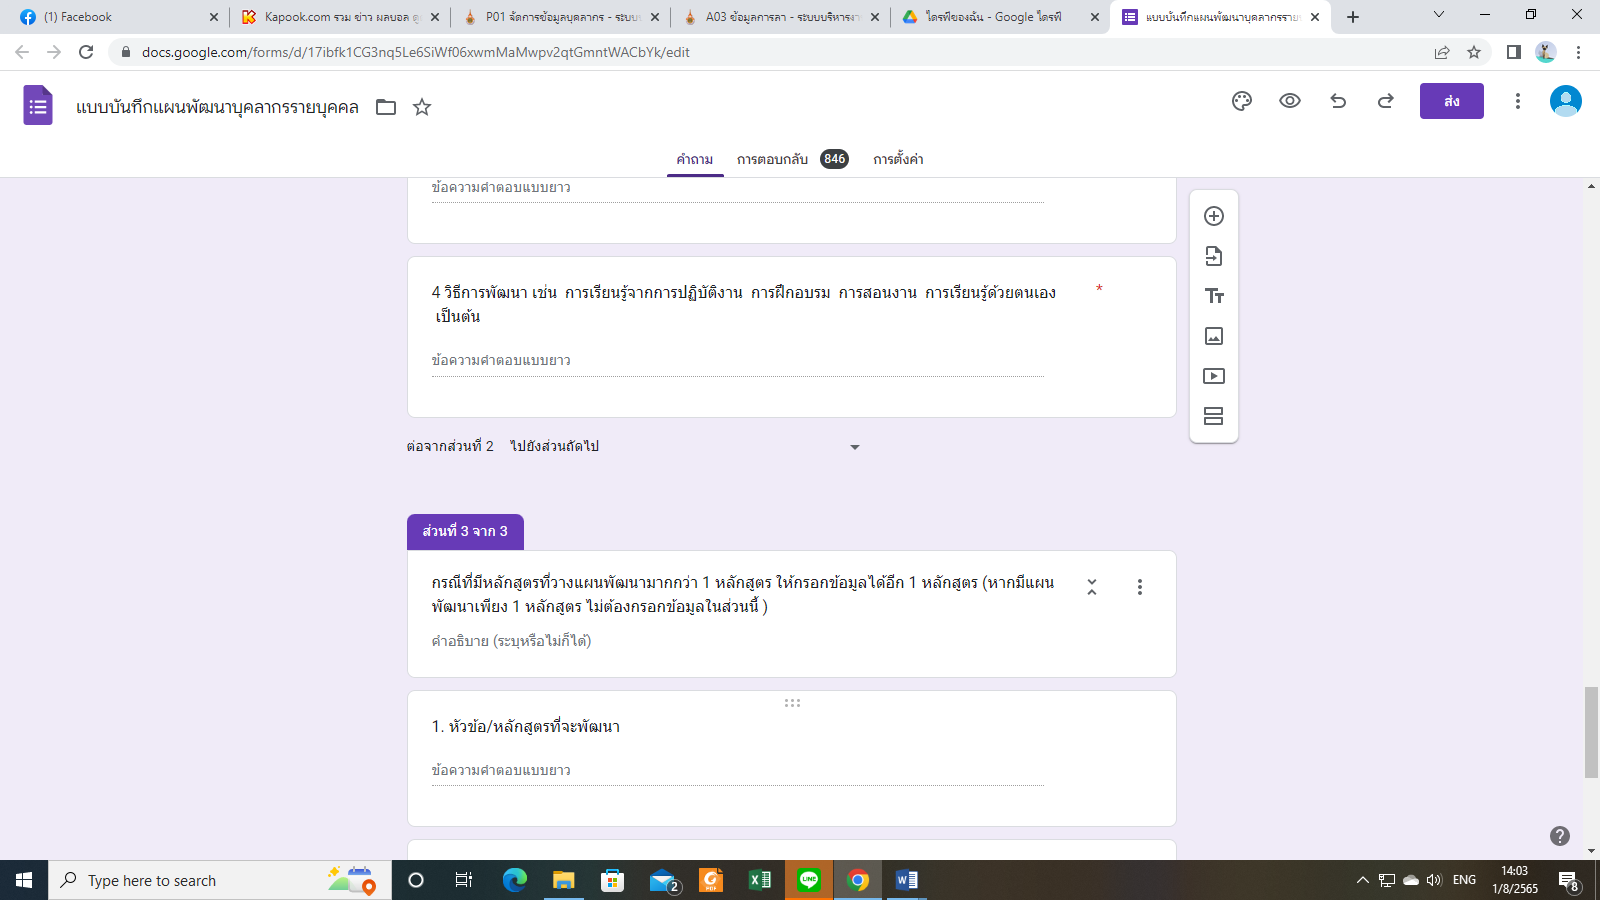 (1) Facebook
Kapook.com รวม ข่าว ผลบอล ดู
P01 จัดการข้อมูลบุคลากร - ระบบ
A03 ข้อมูลการลา - ระบบบริหารงา
ไดรฟ์ของฉัน - Google ไดรฟ์
แบบบันทึกแผนพัฒนาบุคลากรราย
docs.google.com/forms/d/17ibfk1CG3nq5Le6SiWf06xwmMaMwpv2qtGmntWACbYk/edit
แบบบันทึกแผนพัฒนาบุคลากรรายบุคคล
ส่ง
คำถาม
การตอบกลับ 846
การตั้งค่า
ข้อความคำตอบแบบยาว
4 วิธีการพัฒนา เช่น การเรียนรู้จากการปฏิบัติงาน การฝึกอบรม การสอนงาน การเรียนรู้ด้วยตนเอง *
เป็นต้น
ข้อความคำตอบแบบยาว
ต่อจากส่วนที่ 2 ไปยังส่วนถัดไป
ส่วนที่ 3 จาก 3
กรณีที่มีหลักสูตรที่วางแผนพัฒนามากกว่า 1 หลักสูตร ให้กรอกข้อมูลได้อีก 1 หลักสูตร (หากมีแผน
พัฒนาเพียง 1 หลักสูตร ไม่ต้องกรอกข้อมูลในส่วนนี้ )
คำอธิบาย (ระบุหรือไม่ก็ได้)
1. หัวข้อ/หลักสูตรที่จะพัฒนา
ข้อความคำตอบแบบยาว
Type here to search
2
LINE
ENG
14:03
1/8/2565
8